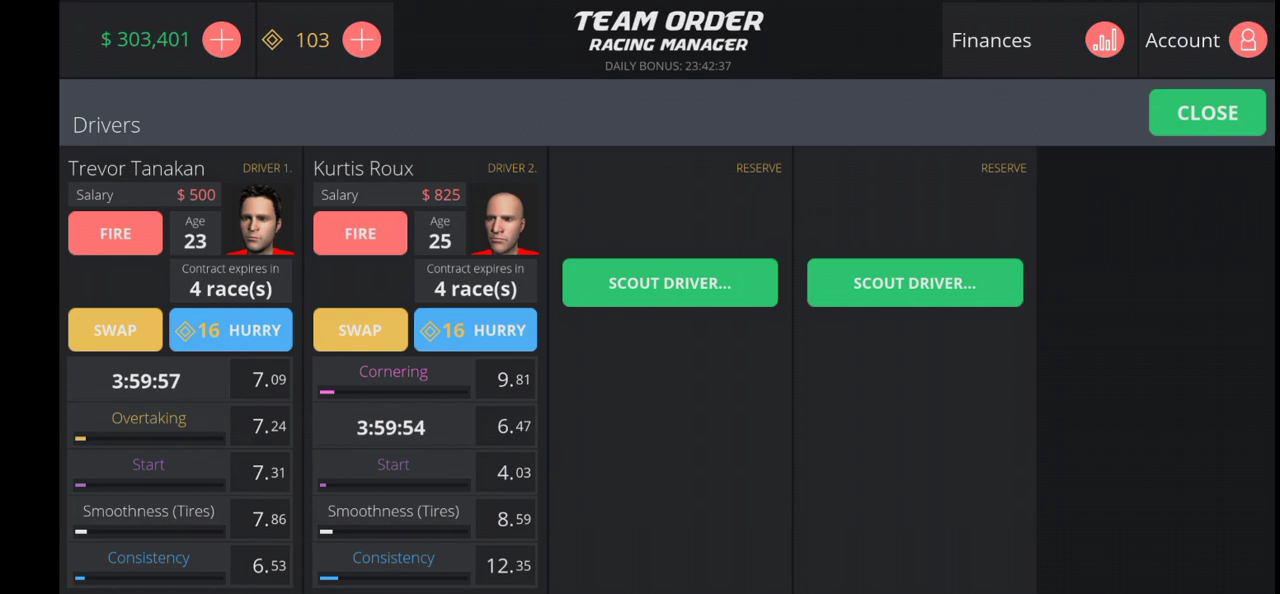 $ 303,401
103
TEAM ORDER
RACING MANAGER
DAILY BONUS: 23:42:37
Finances
Account
Drivers
CLOSE
Trevor Tanakan
DRIVER 1.
Salary
$ 500
FIRE
Age
23
Contract expires in
4 race(s)
SWAP
16 HURRY
3:59:57
7.09
Overtaking
7.24
Start
7.31
Smoothness (Tires)
7.86
Consistency
6.53
Kurtis Roux
DRIVER 2.
Salary
$ 825
FIRE
Age
25
Contract expires in
4 race(s)
SWAP
16 HURRY
Cornering
9.81
3:59:54
6.47
Start
4.03
Smoothness (Tires)
8.59
Consistency
12.35
RESERVE
SCOUT DRIVER...
RESERVE
SCOUT DRIVER...